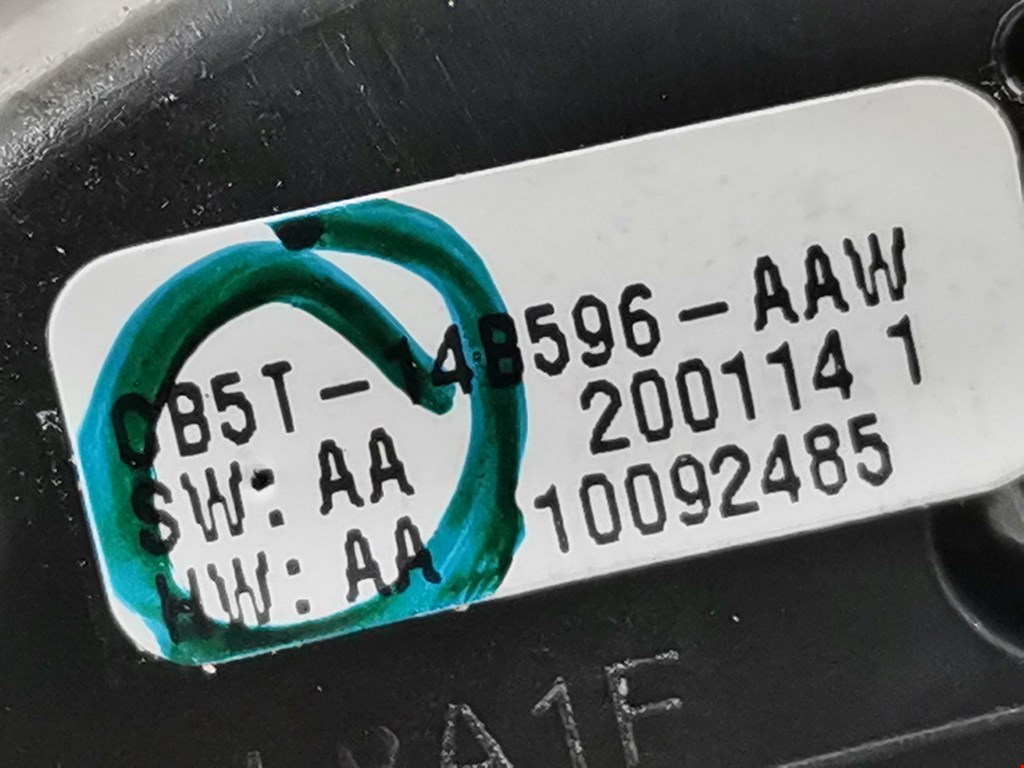 DB5T-14B596-AAW
SW: AA 200114 1
HW: AA 10092485